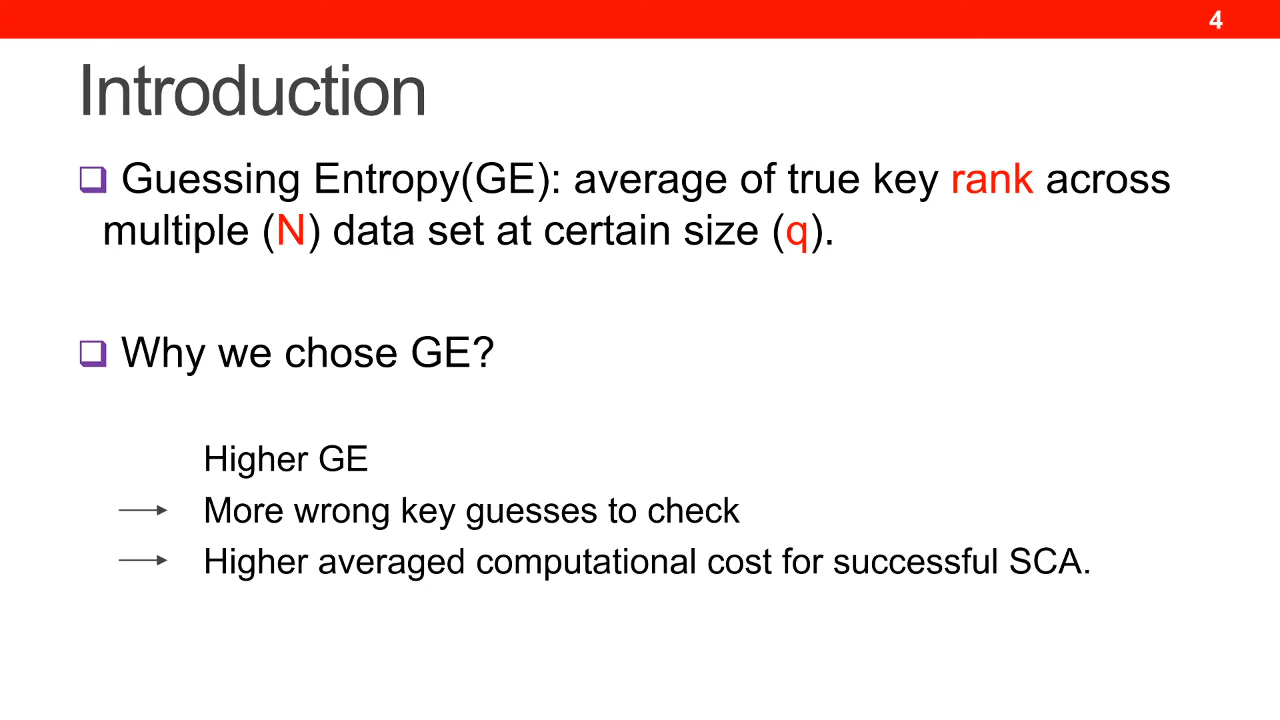 4
Introduction
Guessing Entropy(GE): average of true key rank across
multiple (N) data set at certain size (q).
Why we chose GE?
Higher GE
More wrong key guesses to check
Higher averaged computational cost for successful SCA.